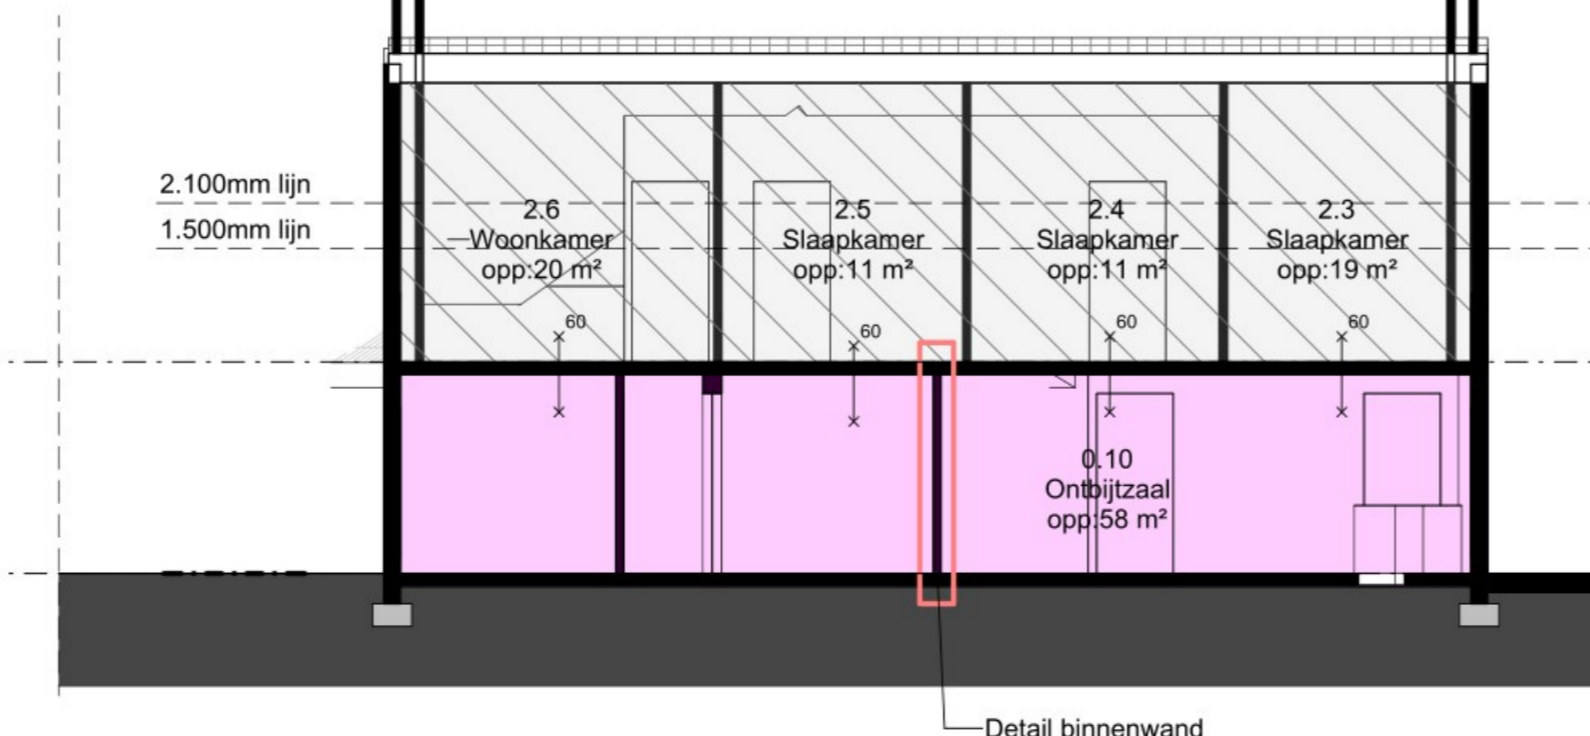 2.100mm lijn
1.500mm lijn
2.6
Woonkamer
opp:20 m²
2.5
Slaapkamer
opp:11 m²
2.4
Slaapkamer
opp:11 m²
2.3
Slaapkamer
opp:19 m²
60
60
60
60
0.10
Ontbijtzaal
opp:58 m²
Detail binnenwand